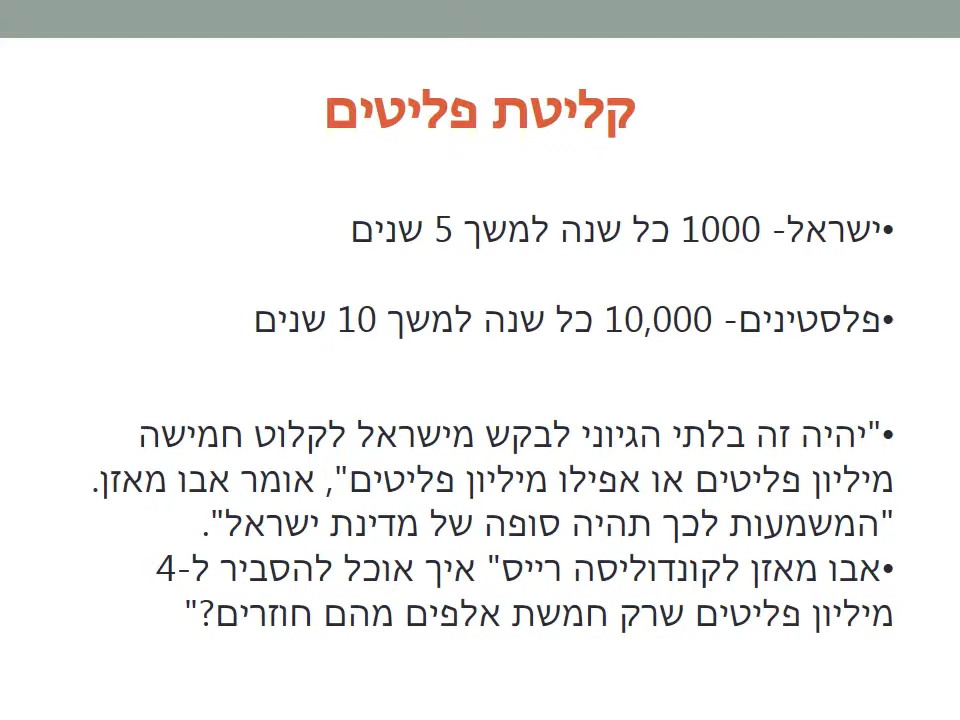 קליטת פליטים
•ישראל- 1000 כל שנה למשך 5 שנים
•פלסטינים- 10,000 כל שנה למשך 10 שנים
•"יהיה זה בלתי הגיוני לבקש מישראל לקלוט חמישה
מיליון פליטים או אפילו מיליון פליטים", אומר אבו מאזן.
"המשמעות לכך תהיה סופה של מדינת ישראל".
•אבו מאזן לקונדוליסה רייס" איך אוכל להסביר ל-4
מיליון פליטים שרק חמשת אלפים מהם חוזרים?"